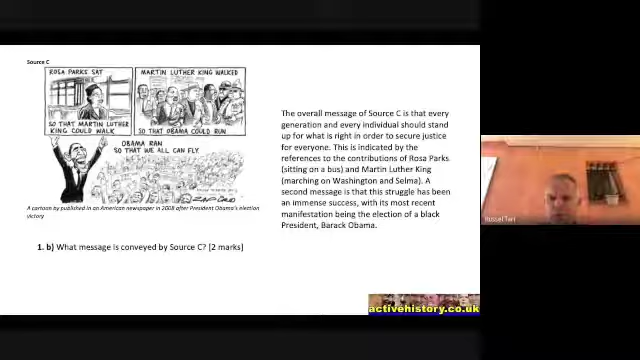 Source C
ROSA PARKS SAT
SO THAT MARTIN LUTHER
KING COULD WALK
MARTIN LUTHER KING WALKED
SO THAT OBAMA COULD RUN
OBAMA RAN
SO THAT WE ALL CAN FLY
A cartoon by published in an American newspaper in 2008 after President Obama's election
victory
1. b) What message is conveyed by Source C? [2 marks]
The overall message of Source C is that every
generation and every individual should stand
up for what is right in order to secure justice
for everyone. This is indicated by the
references to the contributions of Rosa Parks
(sitting on a bus) and Martin Luther King
(marching on Washington and Selma). A
second message is that this struggle has been
an immense success, with its most recent
manifestation being the election of a black
President, Barack Obama.
Russel Tarr
activehistory.co.uk